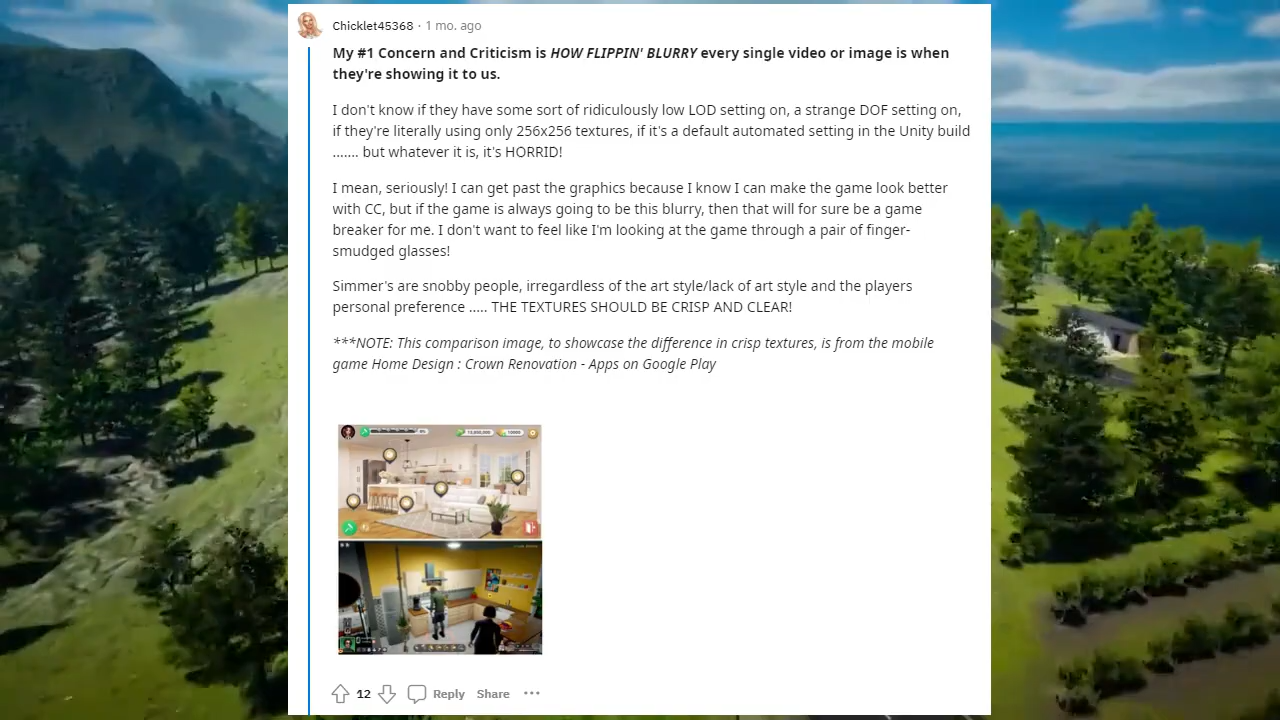 Chicklet45368 · 1 mo. ago
My #1 Concern and Criticism is HOW FLIPPIN' BLURRY every single video or image is when
they're showing it to us.
I don't know if they have some sort of ridiculously low LOD setting on, a strange DOF setting on,
if they're literally using only 256x256 textures, if it's a default automated setting in the Unity build
....... but whatever it is, it's HORRID!
I mean, seriously! I can get past the graphics because I know I can make the game look better
with CC, but if the game is always going to be this blurry, then that will for sure be a game
breaker for me. I don't want to feel like I'm looking at the game through a pair of finger-
smudged glasses!
Simmer's are snobby people, irregardless of the art style/lack of art style and the players
personal preference ..... THE TEXTURES SHOULD BE CRISP AND CLEAR!
***NOTE: This comparison image, to showcase the difference in crisp textures, is from the mobile
game Home Design : Crown Renovation - Apps on Google Play
12 Reply Share ...